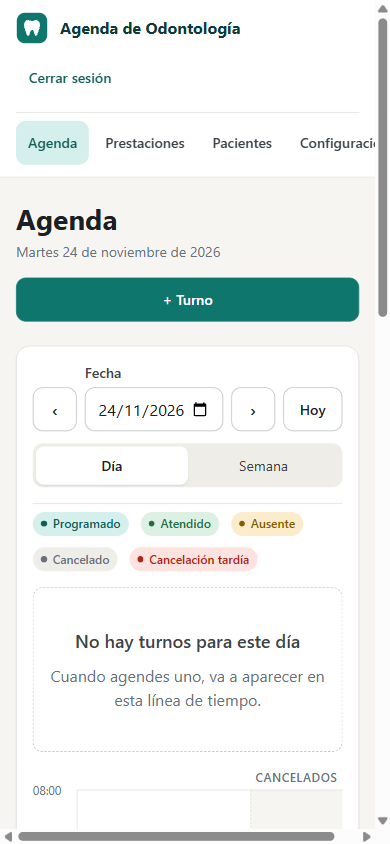 Agenda de Odontología
Cerrar sesión
Agenda Prestaciones Pacientes Configuraci
Agenda
Martes 24 de noviembre de 2026
+ Turno
Fecha
‹ 24/11/2026 › Hoy
Día Semana
Programado Atendido Ausente
Cancelado Cancelación tardía
No hay turnos para este día
Cuando agendes uno, va a aparecer en
esta línea de tiempo.
CANCELADOS
08:00